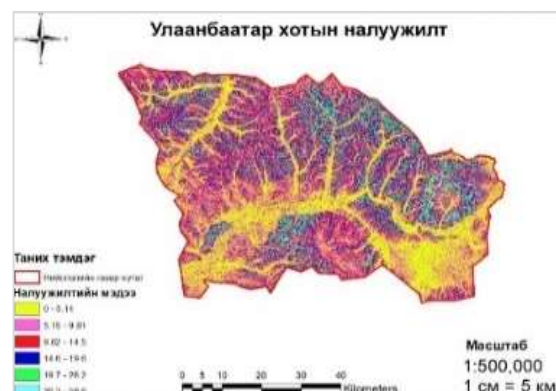 Улаанбаатар хотын налуужилт
Таних тэмдэг
Налуужилтийн мэдээ
0 - 5.14
5.15 - 9.81
9.82 - 14.5
14.6 - 19.6
19.7 - 26.2
0 5 10 20 30 40
Kilometers
Масштаб
1:500,000
1 см = 5 км